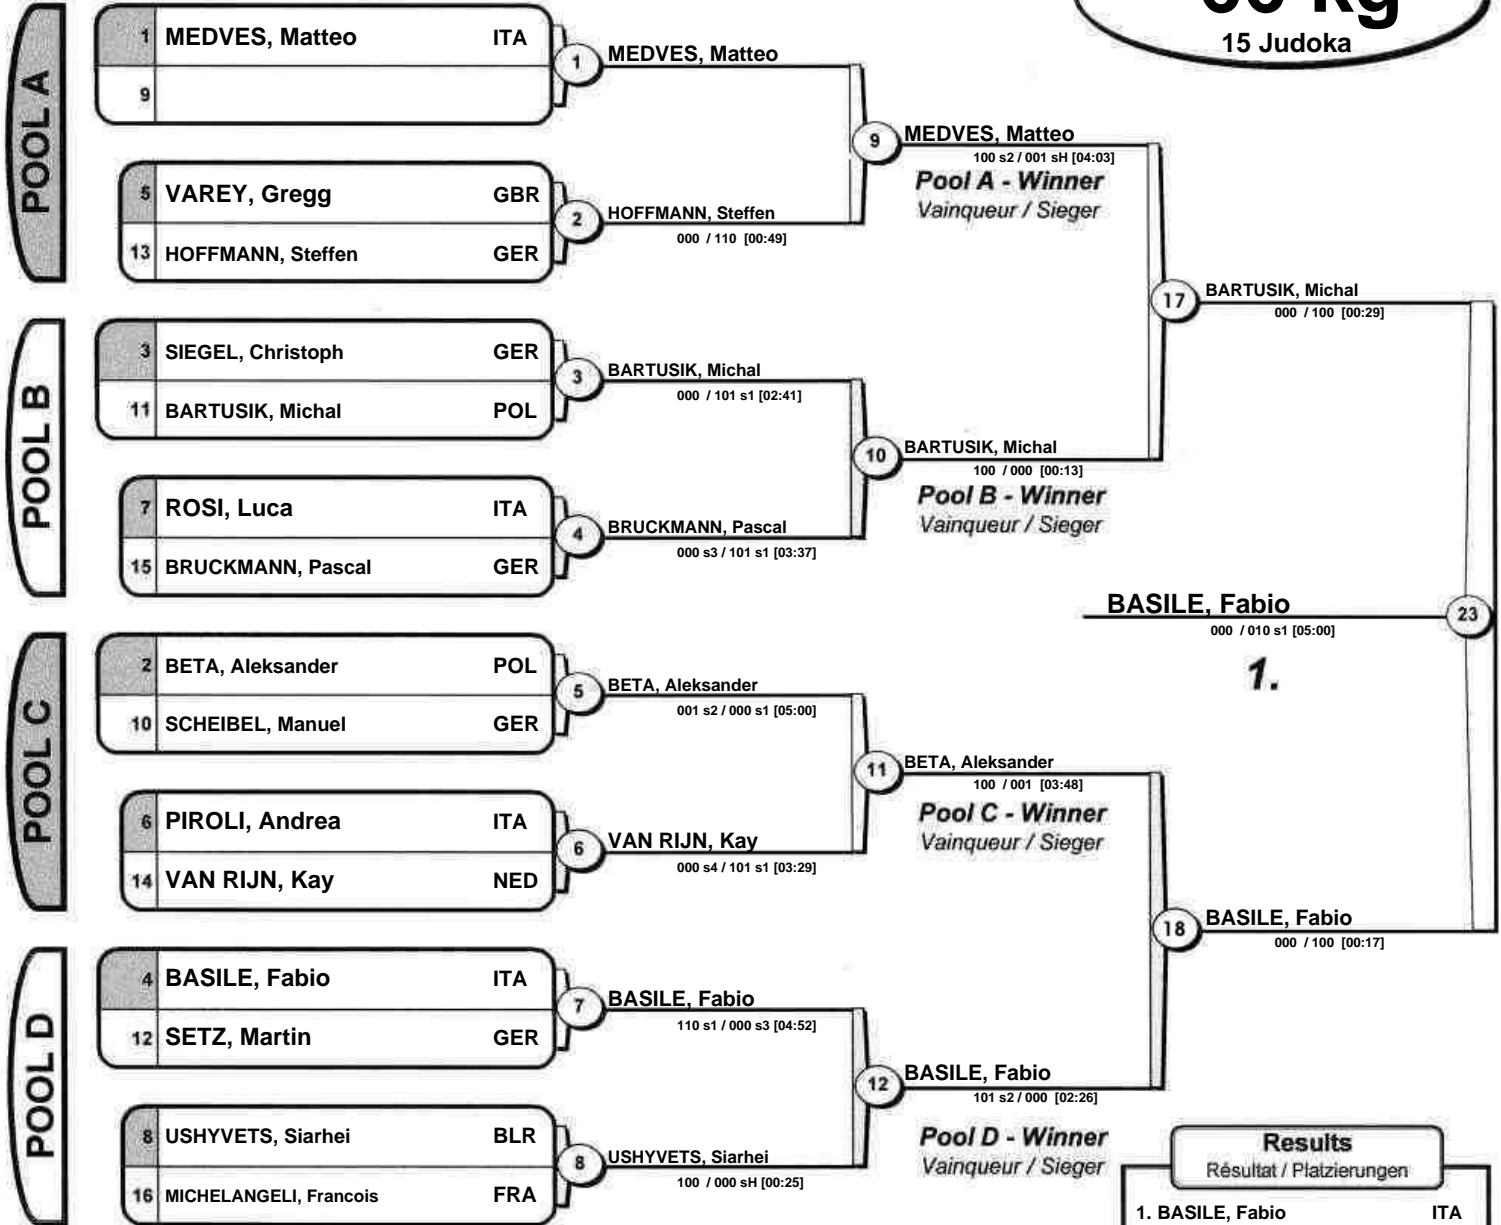 15 Judoka
POOL A
1 MEDVES, Matteo ITA
9
5 VAREY, Gregg GBR
13 HOFFMANN, Steffen GER
1 MEDVES, Matteo
2 HOFFMANN, Steffen
000 / 110 [00:49]
9 MEDVES, Matteo
100 s2 / 001 sH [04:03]
Pool A - Winner
Vainqueur / Sieger
POOL B
3 SIEGEL, Christoph GER
11 BARTUSIK, Michal POL
7 ROSI, Luca ITA
15 BRUCKMANN, Pascal GER
3 BARTUSIK, Michal
000 / 101 s1 [02:41]
4 BRUCKMANN, Pascal
000 s3 / 101 s1 [03:37]
10 BARTUSIK, Michal
100 / 000 [00:13]
Pool B - Winner
Vainqueur / Sieger
17 BARTUSIK, Michal
000 / 100 [00:29]
POOL C
2 BETA, Aleksander POL
10 SCHEIBEL, Manuel GER
6 PIROLI, Andrea ITA
14 VAN RIJN, Kay NED
5 BETA, Aleksander
001 s2 / 000 s1 [05:00]
6 VAN RIJN, Kay
000 s4 / 101 s1 [03:29]
11 BETA, Aleksander
100 / 001 [03:48]
Pool C - Winner
Vainqueur / Sieger
POOL D
4 BASILE, Fabio ITA
12 SETZ, Martin GER
8 USHYVETS, Siarhei BLR
16 MICHELANGELI, Francois FRA
7 BASILE, Fabio
110 s1 / 000 s3 [04:52]
8 USHYVETS, Siarhei
100 / 000 sH [00:25]
12 BASILE, Fabio
101 s2 / 000 [02:26]
Pool D - Winner
Vainqueur / Sieger
18 BASILE, Fabio
000 / 100 [00:17]
BASILE, Fabio 23
000 / 010 s1 [05:00]
1.
Results
Résultat / Platzierungen
1. BASILE, Fabio ITA